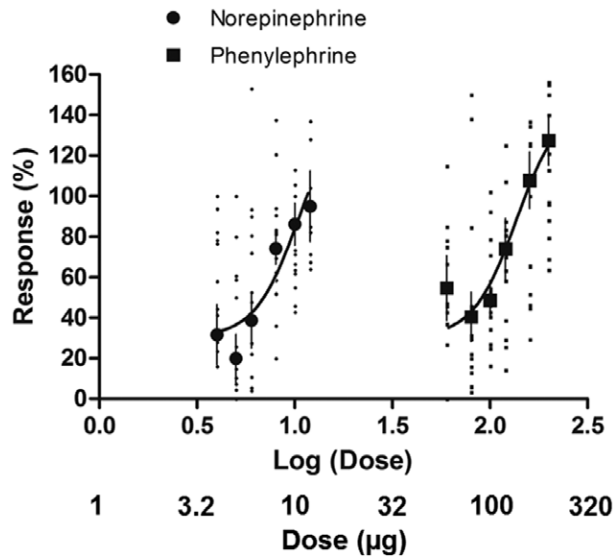 Norepinephrine
Phenylephrine
160
140
120
100
80
60
40
20
0
Response (%)
0.0 0.5 1.0 1.5 2.0 2.5
Log (Dose)
1 3.2 10 32 100 320
Dose (µg)